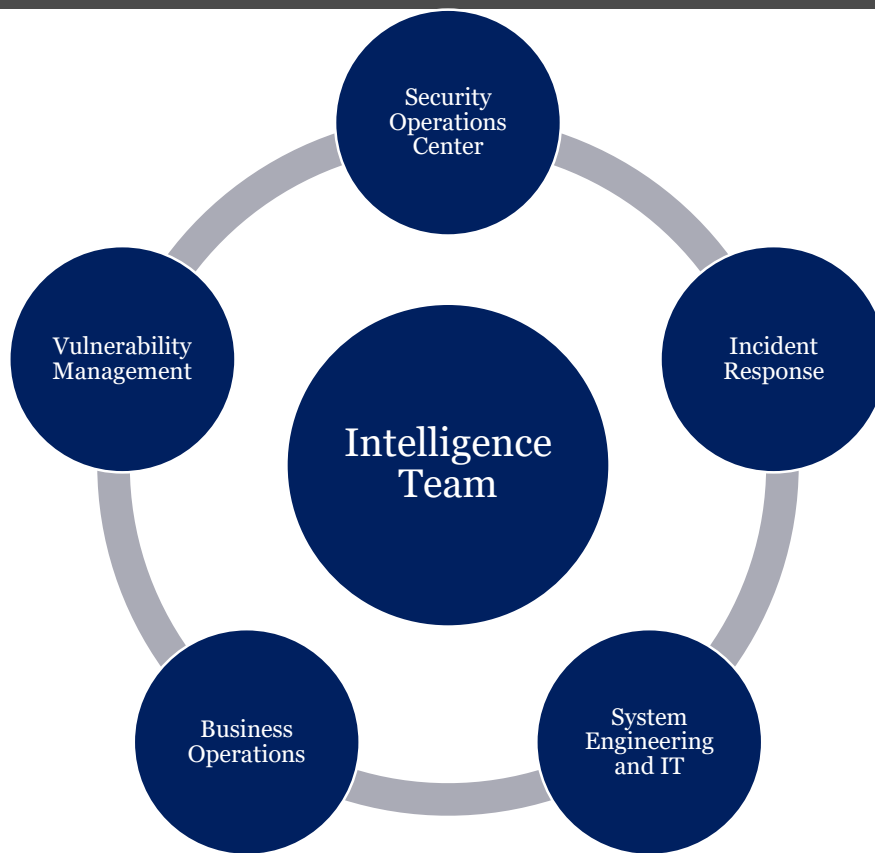 Security
Operations
Center
Vulnerability
Management
Incident
Response
Intelligence
Team
Business
Operations
System
Engineering
and IT